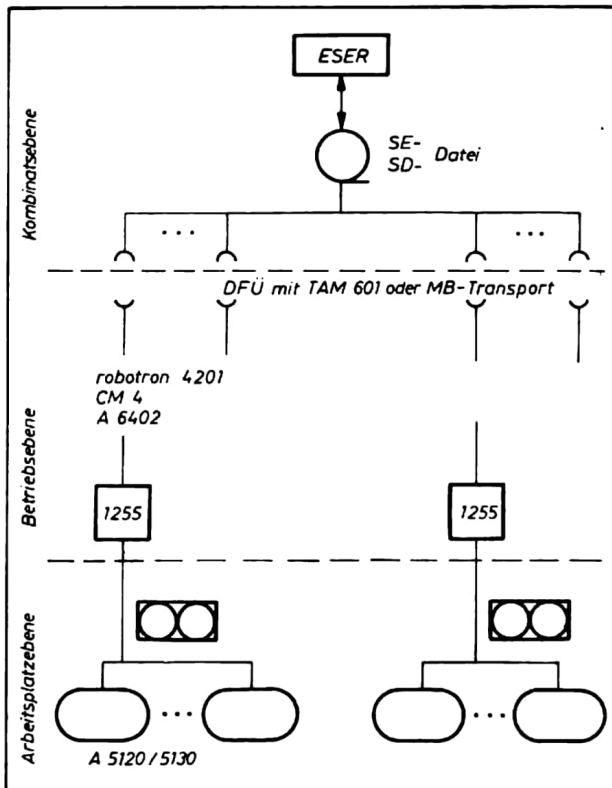 Kombinatsebene
ESER
SE-
SD- Datei
...
...
DFÜ mit TAM 601 oder MB-Transport
Betriebsebene
robotron 4201
CM 4
A 6402
1255
1255
Arbeitsplatzebene
...
...
A 5120/5130